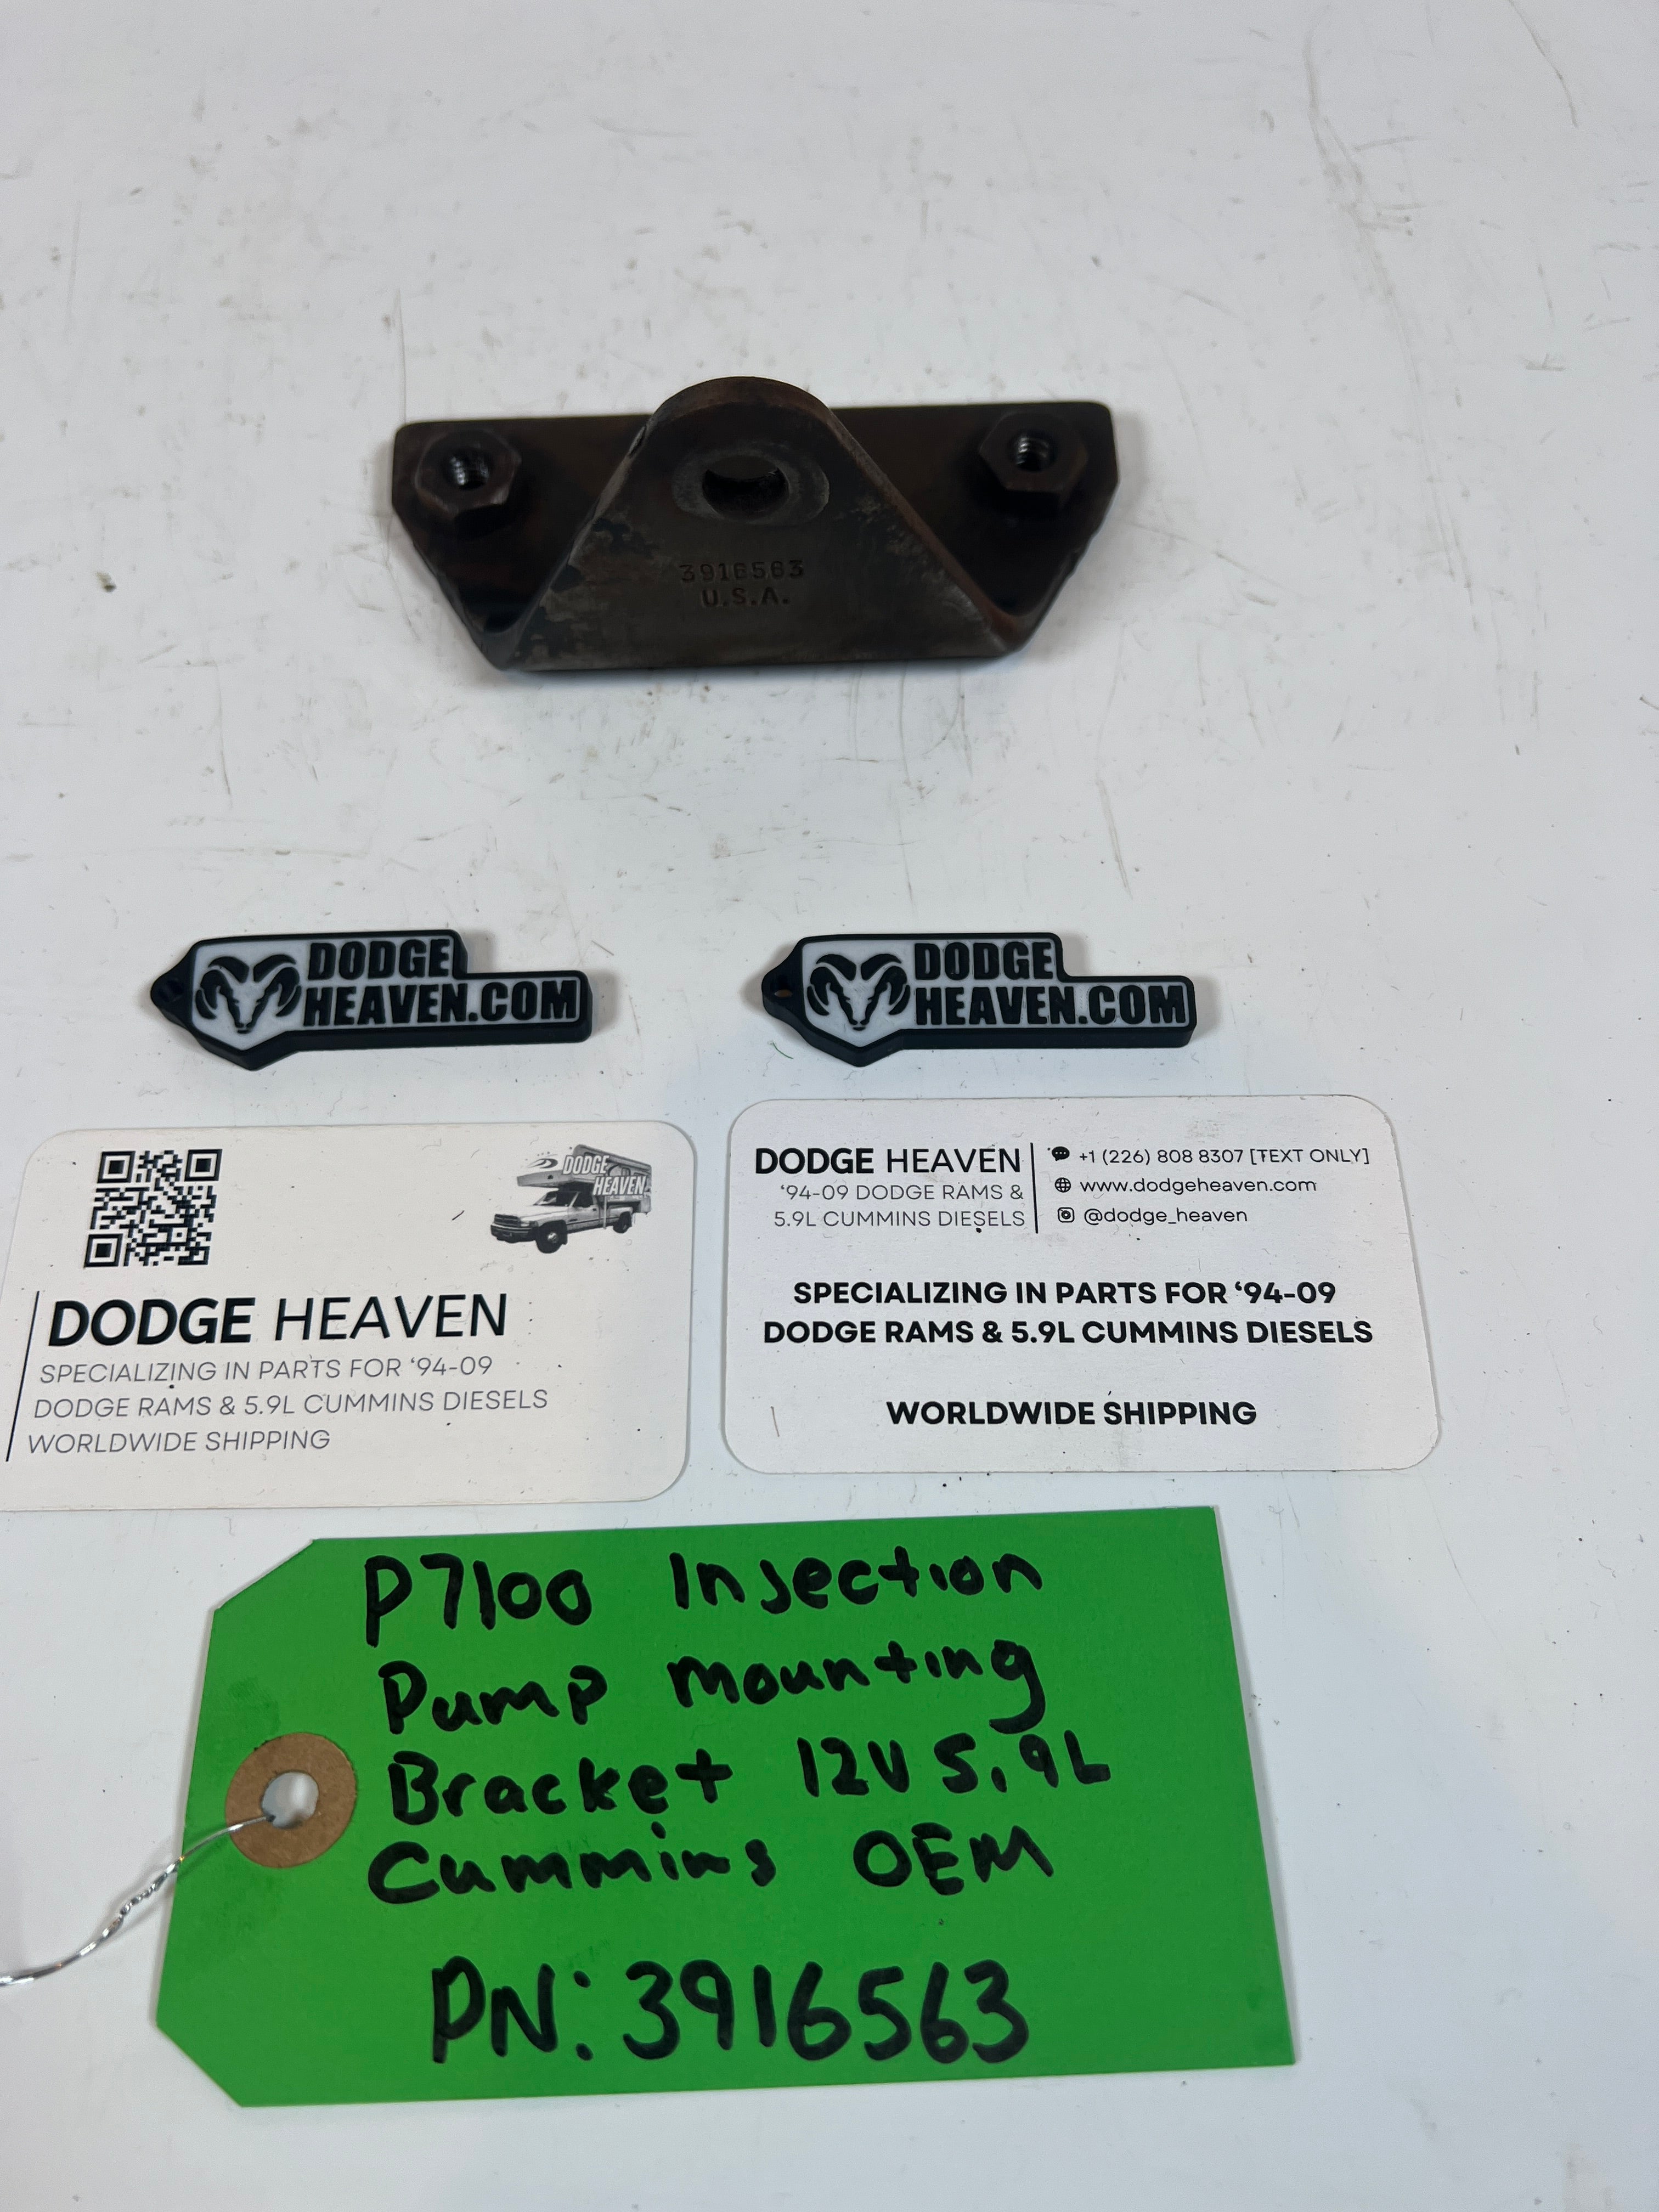 3916563
U.S.A.
DODGE
HEAVEN.COM
DODGE
HEAVEN.COM
DODGE
HEAVEN
DODGE HEAVEN
SPECIALIZING IN PARTS FOR ‘94-09
DODGE RAMS & 5.9L CUMMINS DIESELS
WORLDWIDE SHIPPING
DODGE HEAVEN
‘94-09 DODGE RAMS &
5.9L CUMMINS DIESELS
+1 (226) 808 8307 [TEXT ONLY]
www.dodgeheaven.com
@dodge_heaven
SPECIALIZING IN PARTS FOR ‘94-09
DODGE RAMS & 5.9L CUMMINS DIESELS
WORLDWIDE SHIPPING
P7100 Injection
Pump mounting
Bracket 12V 5.9L
Cummins OEM
PN: 3916563